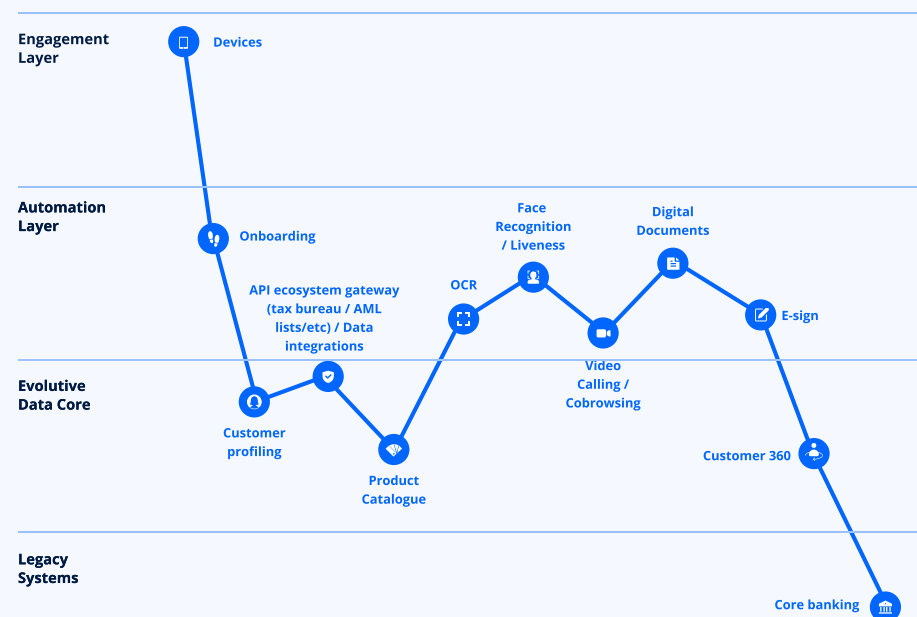 Engagement
Layer
Devices
Automation
Layer
Onboarding
API ecosystem gateway
(tax bureau / AML
lists/etc) / Data
integrations
OCR
Face
Recognition
/ Liveness
Digital
Documents
E-sign
Video
Calling /
Cobrowsing
Evolutive
Data Core
Customer
profiling
Product
Catalogue
Customer 360
Legacy
Systems
Core banking